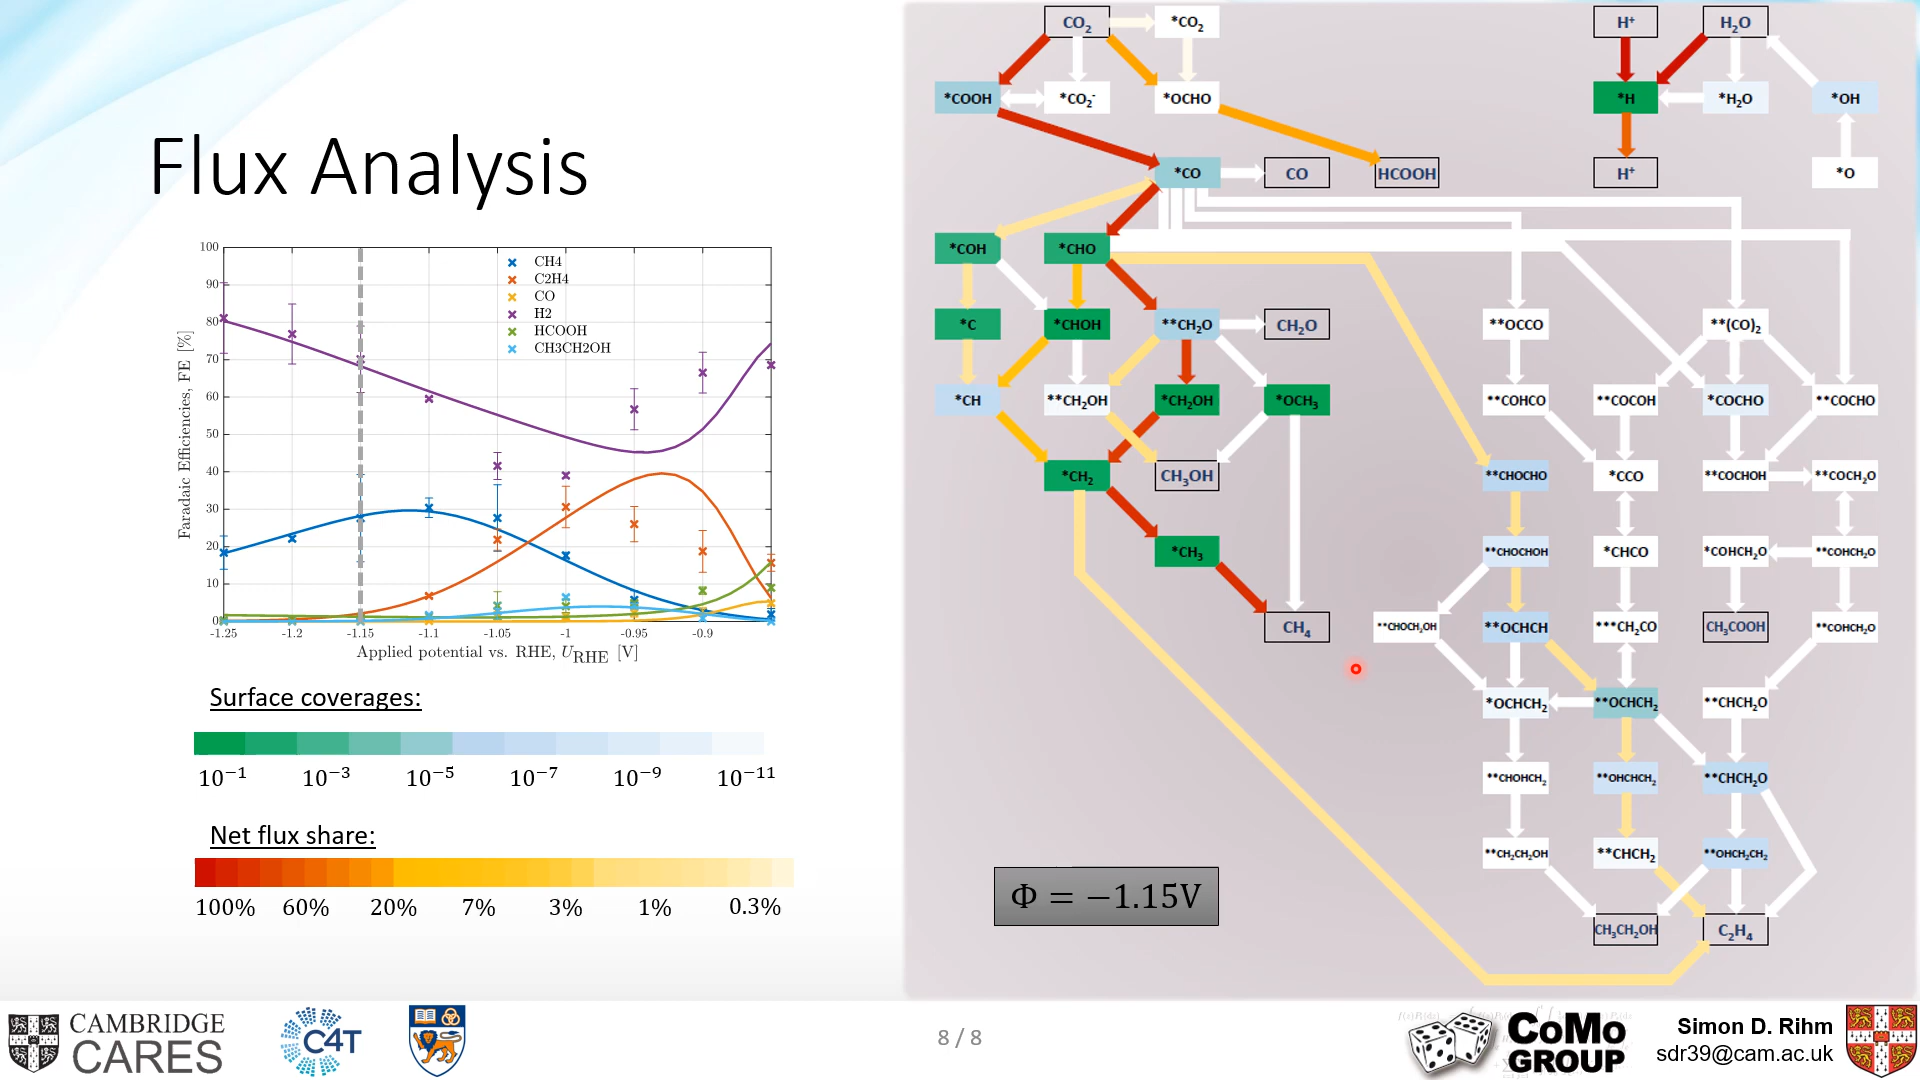 Flux Analysis
Faradaic Efficiencies, FE [%]
100
90
80
70
60
50
40
30
20
10
0
CH4
C2H4
CO
H2
HCOOH
CH3CH2OH
-1.25 -1.2 -1.15 -1.1 -1.05 -1 -0.95 -0.9
Applied potential vs. RHE, U_RHE [V]
Surface coverages:
10⁻¹ 10⁻³ 10⁻⁵ 10⁻⁷ 10⁻⁹ 10⁻¹¹
Net flux share:
100% 60% 20% 7% 3% 1% 0.3%
CO₂ *CO₂ H⁺ H₂O
*COOH *CO₂⁻ *OCHO *H *H₂O *OH
*CO CO HCOOH H⁺ *O
*COH *CHO
*C *CHOH **CH₂O CH₂O **OCCO **(CO)₂
*CH **CH₂OH *CH₂OH *OCH₃ **COHCO **COCOH *COCHO **COCHO
*CH₂ CH₃OH **CHOCHO *CCO **COCHOH **COCH₂O
*CH₃ **CHOCHOH *CHCO *COHCH₂O **COHCH₂O
CH₄ **CHOCH₂OH **OCHCH ***CH₂CO CH₃COOH **COHCH₂O
*OCHCH₂ **OCHCH₂ **CHCH₂O
**CHOHCH₂ **OHCHCH₂ **CHCH₂O
**CH₂CH₂OH **CHCH₂ **OHCH₂CH₂
CH₃CH₂OH C₂H₄
Φ = −1.15V
CAMBRIDGE
CARES
C4T
8 / 8
CoMo
GROUP
Simon D. Rihm
sdr39@cam.ac.uk